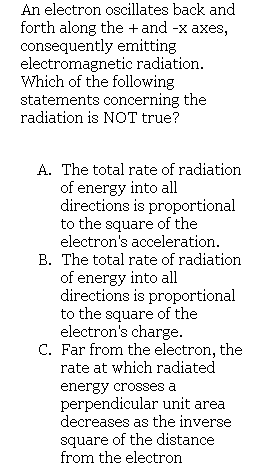 An electron oscillates back and
forth along the + and -x axes,
consequently emitting
electromagnetic radiation.
Which of the following
statements concerning the
radiation is NOT true?
A. The total rate of radiation
of energy into all
directions is proportional
to the square of the
electron's acceleration.
B. The total rate of radiation
of energy into all
directions is proportional
to the square of the
electron's charge.
C. Far from the electron, the
rate at which radiated
energy crosses a
perpendicular unit area
decreases as the inverse
square of the distance
from the electron